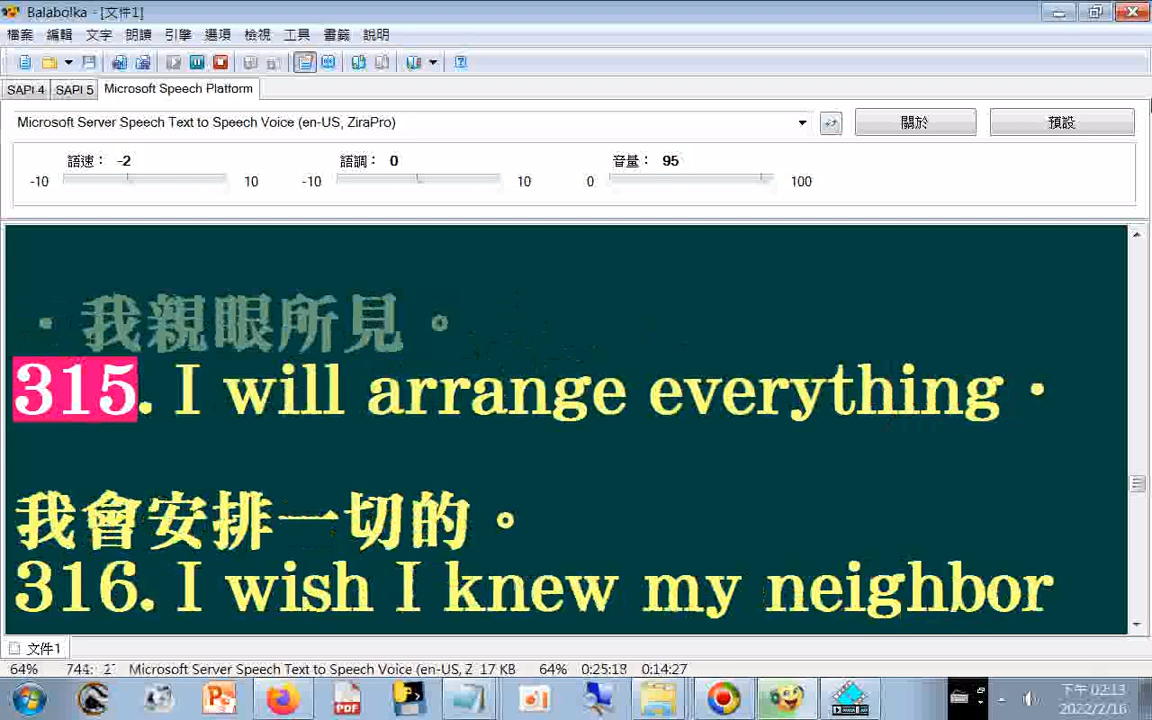 Balabolka - [文件1]
檔案 編輯 文字 朗讀 引擎 選項 檢視 工具 書籤 說明
SAPI 4 SAPI 5 Microsoft Speech Platform
Microsoft Server Speech Text to Speech Voice (en-US, ZiraPro) 關於 預設
語速： -2 語調： 0 音量： 95
-10 10 -10 10 0 100
·我親眼所見。
315. I will arrange everything·
我會安排一切的。
316. I wish I knew my neighbor
文件1
64% 744: Microsoft Server Speech Text to Speech Voice (en-US, Z 17 KB 64% 0:25:18 0:14:27
PDF
下午 02:13
2022/2/16